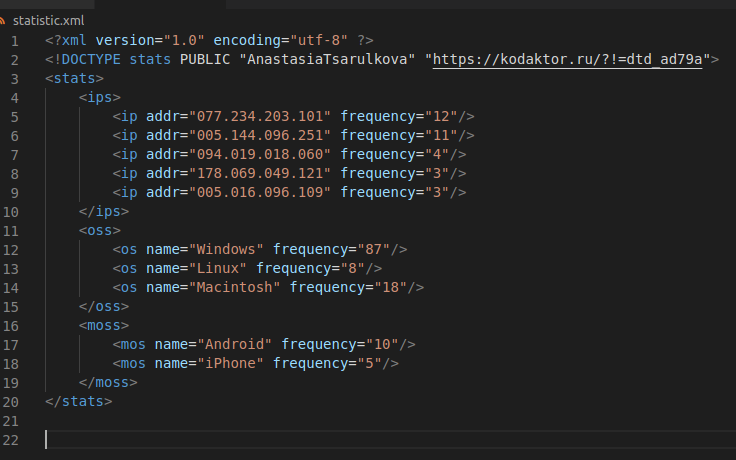 statistic.xml
1 <?xml version="1.0" encoding="utf-8" ?>
2 <!DOCTYPE stats PUBLIC "AnastasiaTsarulkova" "https://kodaktor.ru/?!=dtd_ad79a">
3 <stats>
4 <ips>
5 <ip addr="077.234.203.101" frequency="12"/>
6 <ip addr="005.144.096.251" frequency="11"/>
7 <ip addr="094.019.018.060" frequency="4"/>
8 <ip addr="178.069.049.121" frequency="3"/>
9 <ip addr="005.016.096.109" frequency="3"/>
10 </ips>
11 <oss>
12 <os name="Windows" frequency="87"/>
13 <os name="Linux" frequency="8"/>
14 <os name="Macintosh" frequency="18"/>
15 </oss>
16 <moss>
17 <mos name="Android" frequency="10"/>
18 <mos name="iPhone" frequency="5"/>
19 </moss>
20 </stats>
21
22